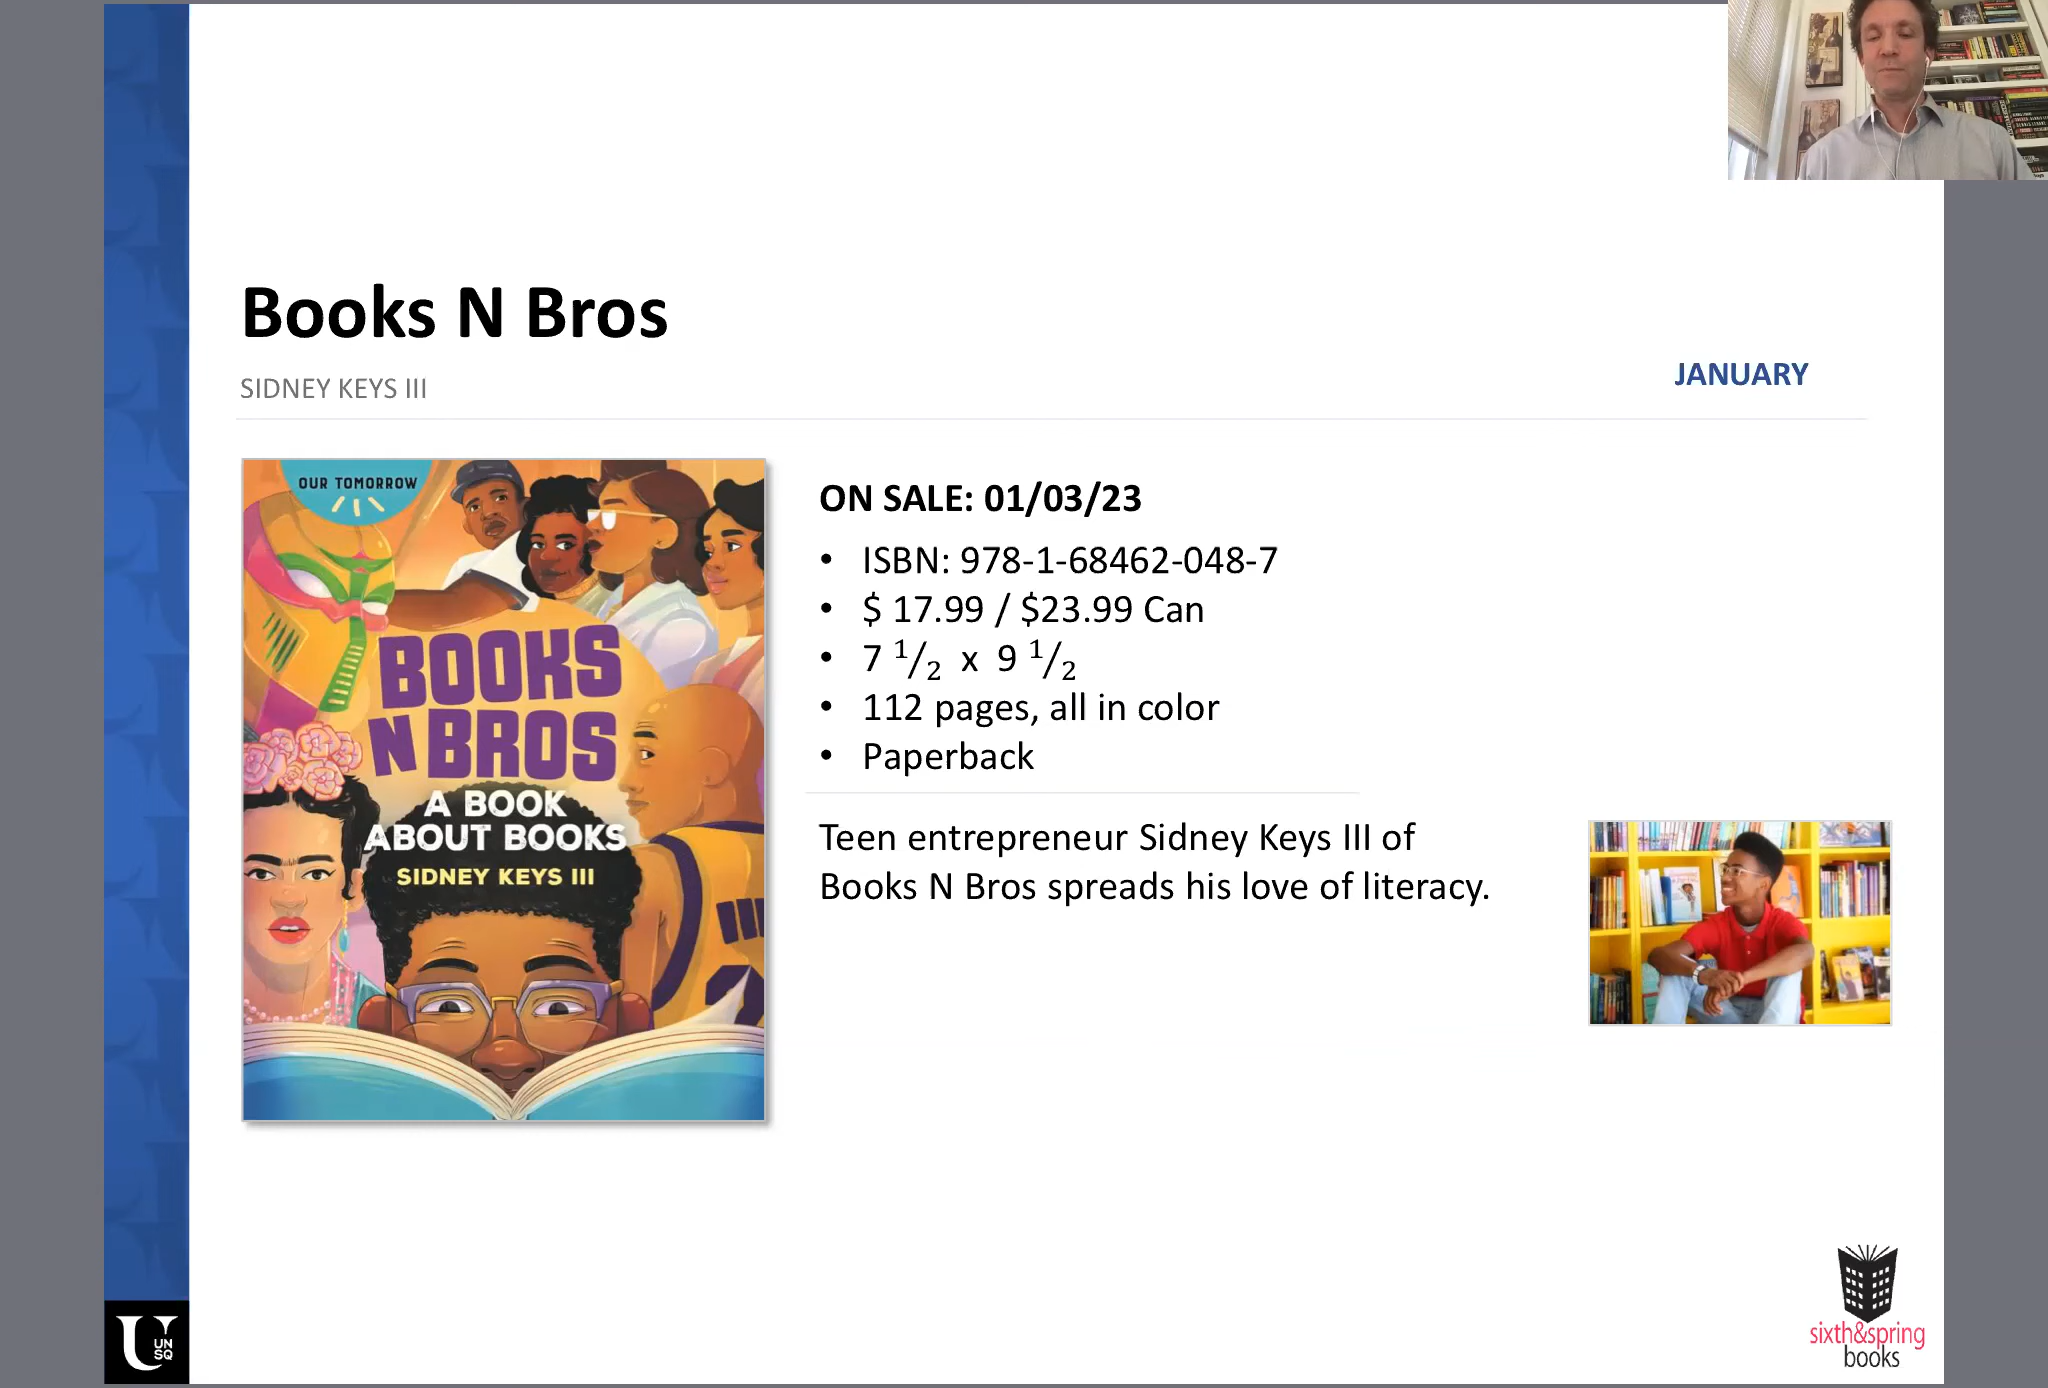 Books N Bros
SIDNEY KEYS III
JANUARY
OUR TOMORROW
BOOKS
N BROS
A BOOK
ABOUT BOOKS
SIDNEY KEYS III
ON SALE: 01/03/23
• ISBN: 978-1-68462-048-7
• $ 17.99 / $23.99 Can
• 7 1/2 x 9 1/2
• 112 pages, all in color
• Paperback
Teen entrepreneur Sidney Keys III of
Books N Bros spreads his love of literacy.
U
UN
SQ
sixth&spring
books